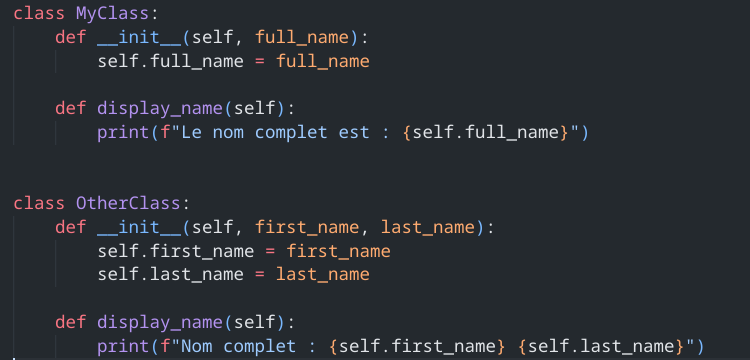 class MyClass:
    def __init__(self, full_name):
        self.full_name = full_name
    def display_name(self):
        print(f"Le nom complet est : {self.full_name}")
class OtherClass:
    def __init__(self, first_name, last_name):
        self.first_name = first_name
        self.last_name = last_name
    def display_name(self):
        print(f"Nom complet : {self.first_name} {self.last_name}")